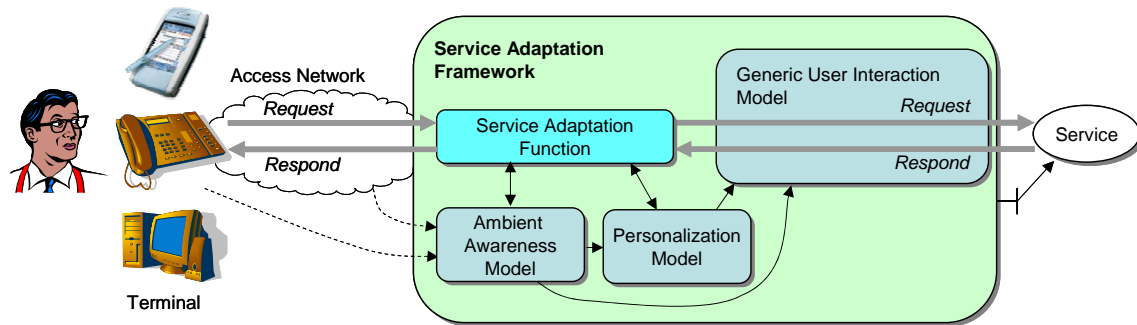 Service Adaptation
Framework
Access Network
Request
Respond
Terminal
Service Adaptation
Function
Generic User Interaction
Model
Request
Respond
Service
Ambient
Awareness
Model
Personalization
Model